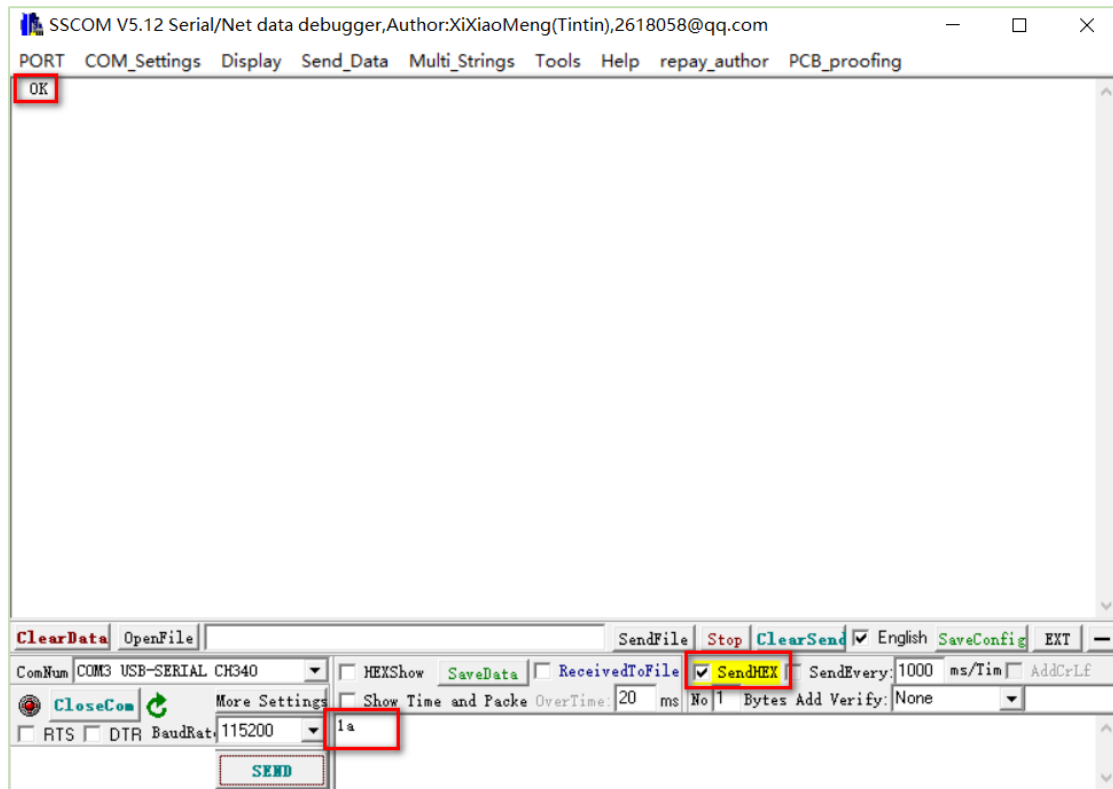 SSCOM V5.12 Serial/Net data debugger,Author:XiXiaoMeng(Tintin),2618058@qq.com
PORT COM_Settings Display Send_Data Multi_Strings Tools Help repay_author PCB_proofing
OK
ClearData OpenFile SendFile Stop ClearSend English SaveConfig EXT
ComNum COM3 USB-SERIAL CH340 HEXShow SaveData ReceivedToFile SendHEX SendEvery: 1000 ms/Tim AddCrLf
CloseCom More Settings Show Time and Packe OverTime: 20 ms No 1 Bytes Add Verify: None
RTS DTR BaudRat 115200 1a
SEND